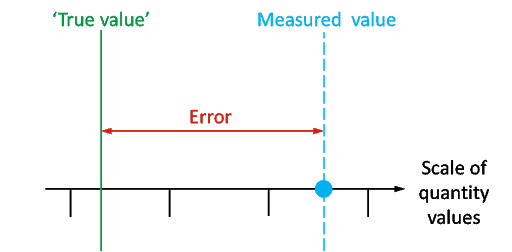 ‘True value’
Measured value
Error
Scale of
quantity
values